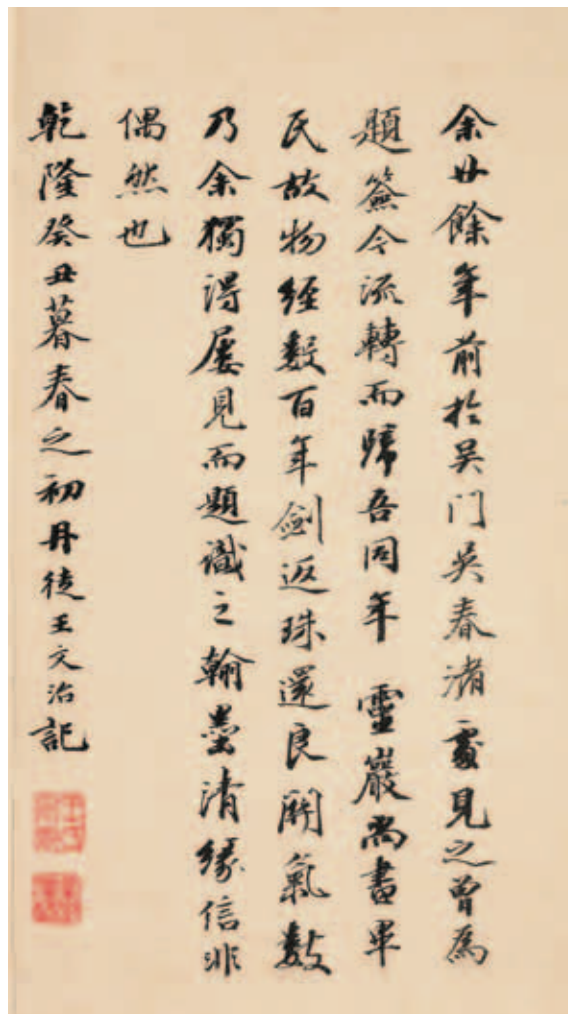 余廿餘年前於吳門吳春渚處見之曾為
題簽今流轉而歸吾同年 靈巖尚書畢
氏故物經數百年劍返珠還良關氣數
乃余獨得屢見而題識之翰墨清緣信非
偶然也
乾隆癸丑暮春之初丹徒王文治記